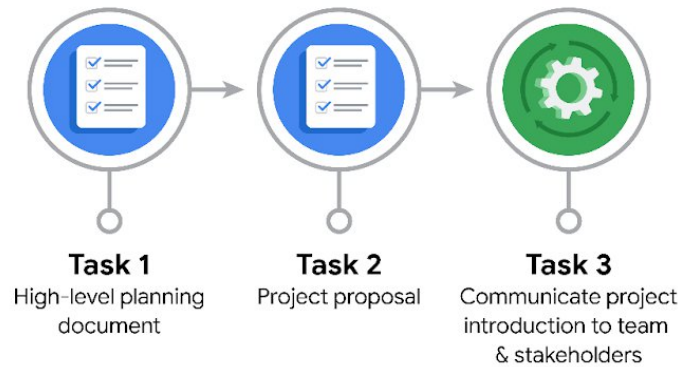 Task 1
High-level planning
document
Task 2
Project proposal
Task 3
Communicate project
introduction to team
& stakeholders